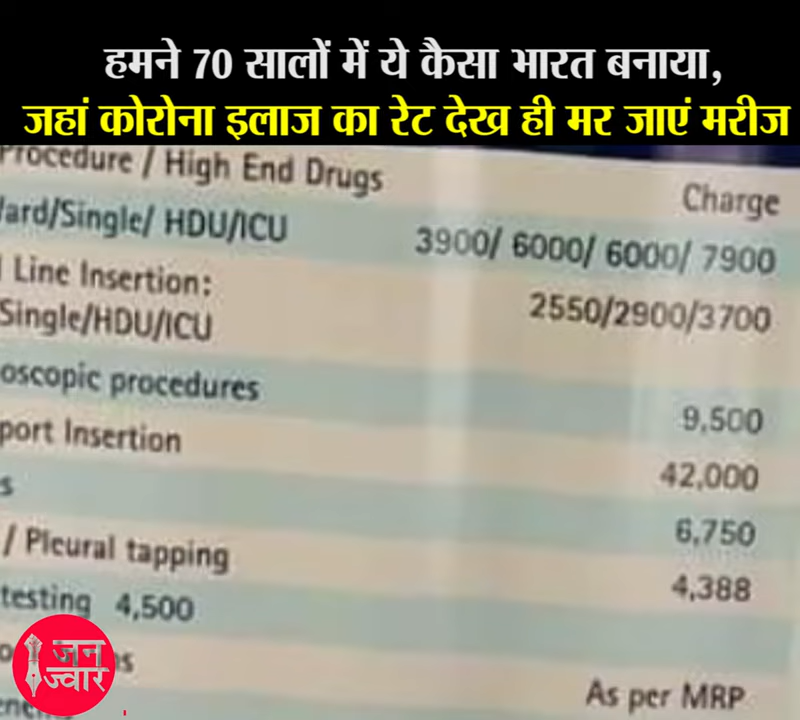 हमने 70 सालों में ये कैसा भारत बनाया,
जहां कोरोना इलाज का रेट देख ही मर जाएं मरीज
Procedure / High End Drugs Charge
Ward/Single/ HDU/ICU 3900/ 6000/ 6000/ 7900
Line Insertion:
Single/HDU/ICU 2550/2900/3700
oscopic procedures 9,500
port Insertion 42,000
s 6,750
/ Pleural tapping 4,388
testing 4,500
As per MRP
जन
ज्वार